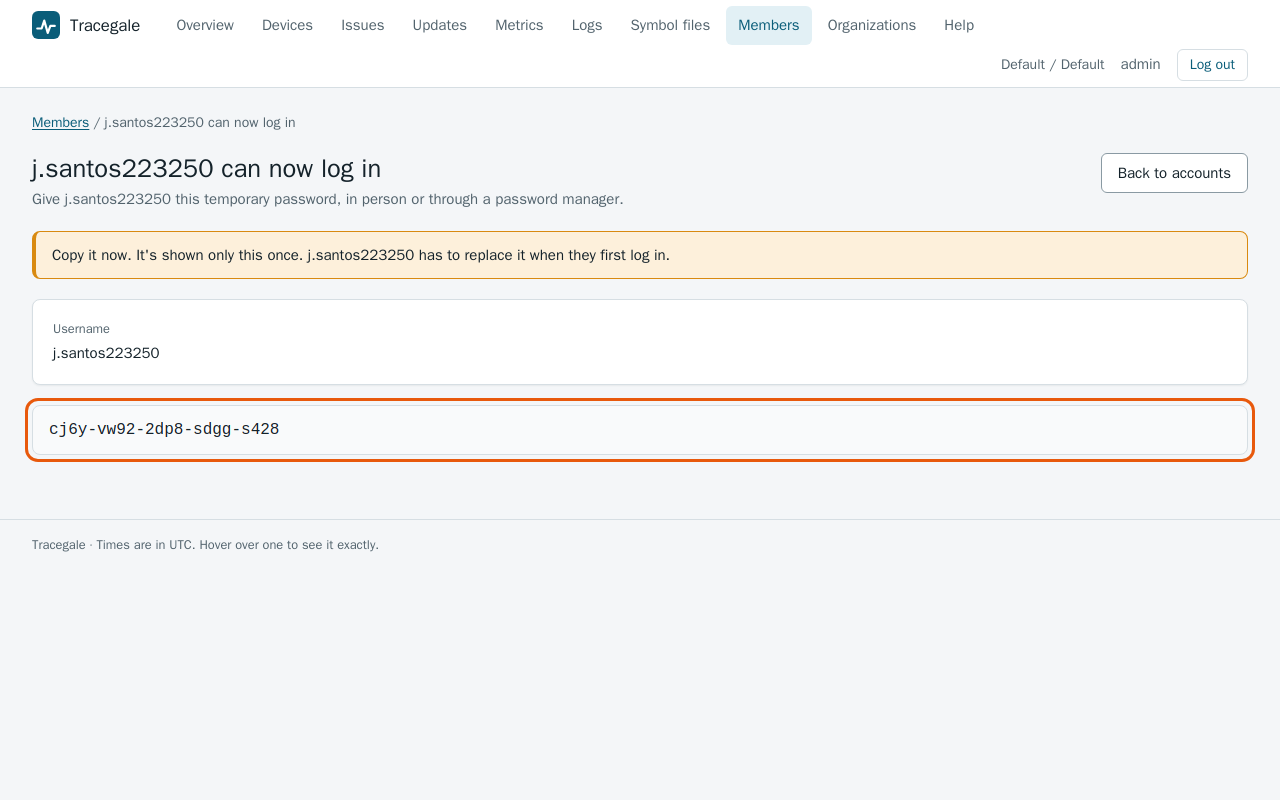 Tracegale
Overview
Devices
Issues
Updates
Metrics
Logs
Symbol files
Members
Organizations
Help
Default / Default
admin
Log out
Members / j.santos223250 can now log in
j.santos223250 can now log in
Give j.santos223250 this temporary password, in person or through a password manager.
Back to accounts
Copy it now. It's shown only this once. j.santos223250 has to replace it when they first log in.
Username
j.santos223250
cj6y-vw92-2dp8-sdgg-s428
Tracegale · Times are in UTC. Hover over one to see it exactly.